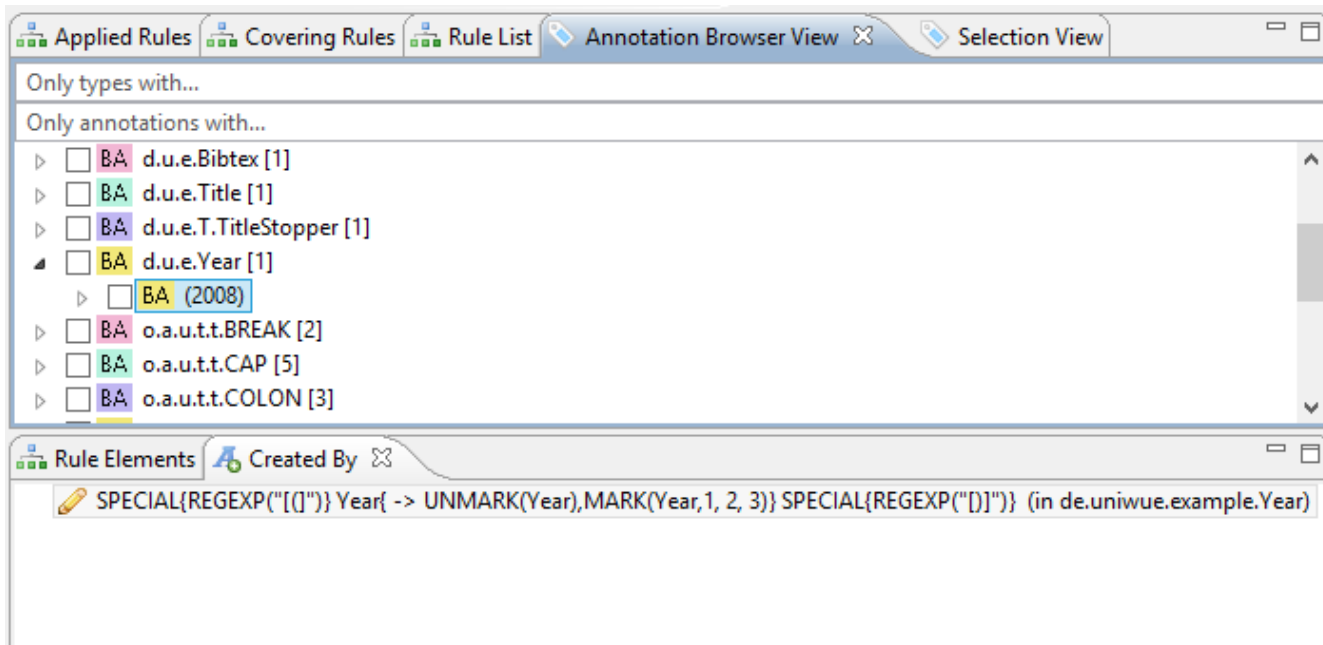 Applied Rules Covering Rules Rule List Annotation Browser View Selection View
Only types with...
Only annotations with...
BA d.u.e.Bibtex [1]
BA d.u.e.Title [1]
BA d.u.e.T.TitleStopper [1]
BA d.u.e.Year [1]
BA (2008)
BA o.a.u.t.t.BREAK [2]
BA o.a.u.t.t.CAP [5]
BA o.a.u.t.t.COLON [3]
Rule Elements Created By
SPECIAL{REGEXP("[(]")} Year{ -> UNMARK(Year),MARK(Year,1, 2, 3)} SPECIAL{REGEXP("[)]")} (in de.uniwue.example.Year)